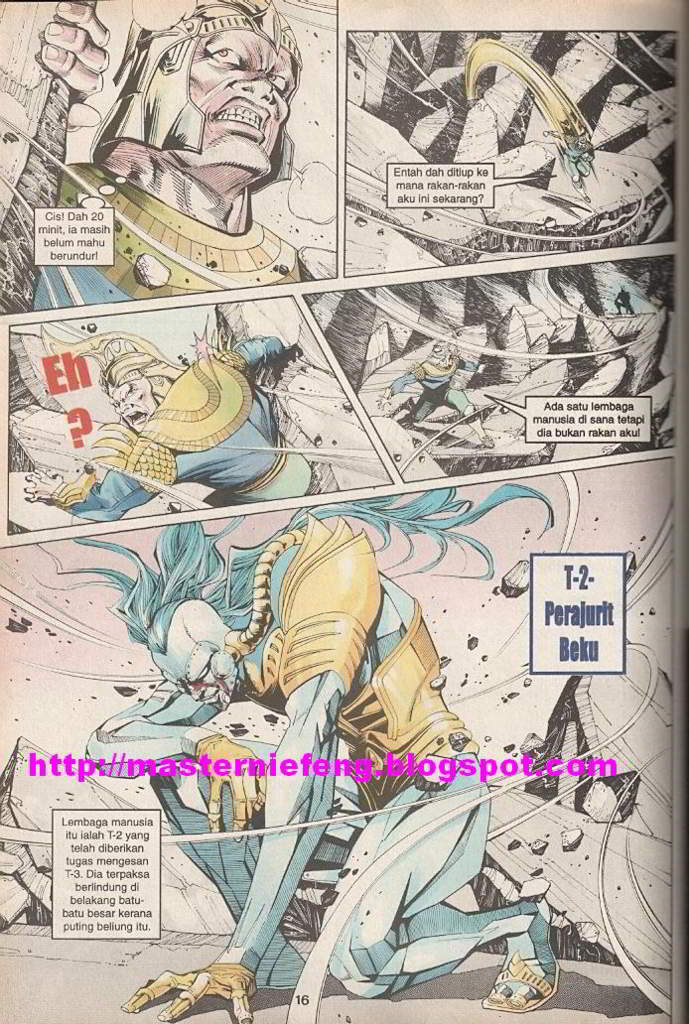 Cis! Dah 20
minit, ia masih
belum mahu
berundur!
Entah dah ditiup ke
mana rakan-rakan
aku ini sekarang?
Eh
?
Ada satu lembaga
manusia di sana tetapi
dia bukan rakan aku!
T-2-
Perajurit
Beku
http://masterniefeng.blogspot.com
Lembaga manusia
itu ialah T-2 yang
telah diberikan
tugas mengesan
T-3. Dia terpaksa
berlindung di
belakang batu-
batu besar kerana
puting beliung itu.
16